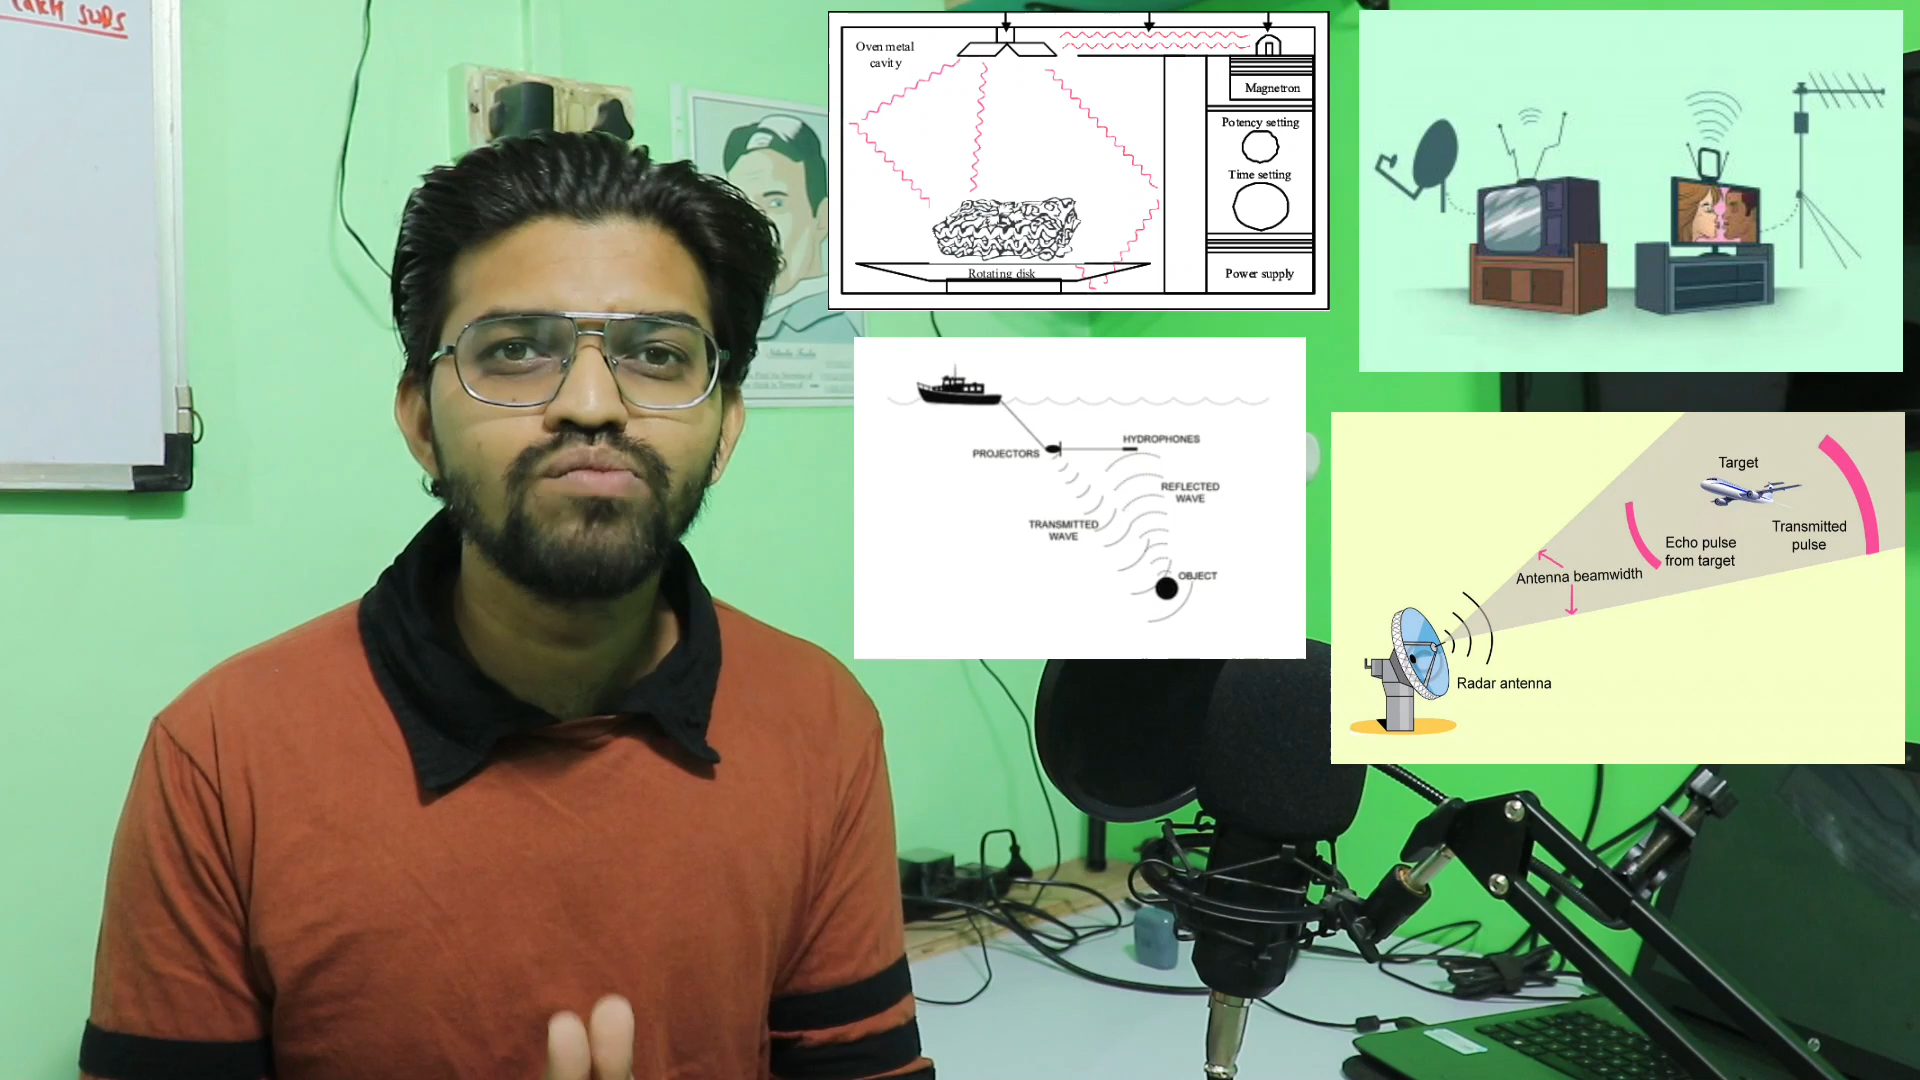 SUBS
Oven metal
cavity
Magnetron
Potency setting
Time setting
Rotating disk
Power supply
PROJECTORS
HYDROPHONES
REFLECTED
WAVE
TRANSMITTED
WAVE
OBJECT
Target
Transmitted
pulse
Echo pulse
from target
Antenna beamwidth
Radar antenna